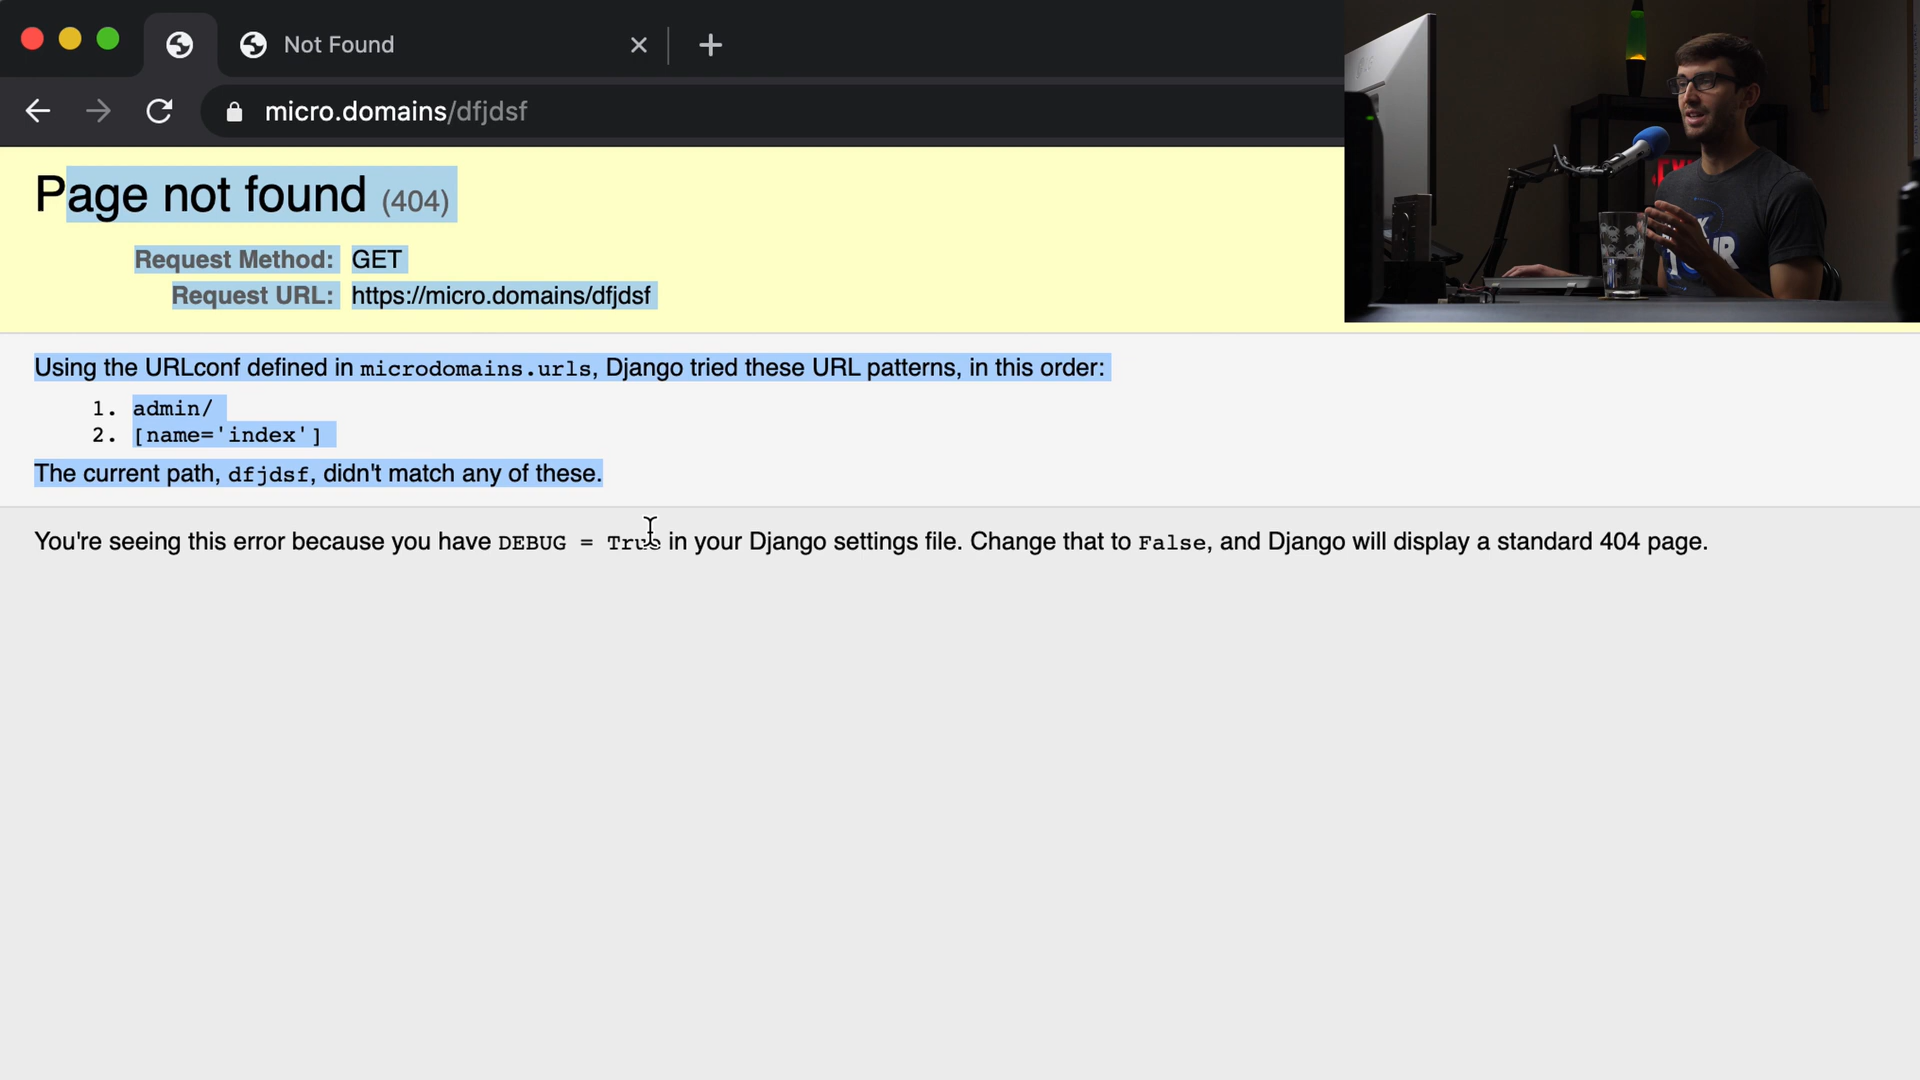 Not Found
micro.domains/dfjdsf
Page not found (404)
Request Method: GET
Request URL: https://micro.domains/dfjdsf
Using the URLconf defined in microdomains.urls, Django tried these URL patterns, in this order:
1. admin/
2. [name='index']
The current path, dfjdsf, didn't match any of these.
You're seeing this error because you have DEBUG = True in your Django settings file. Change that to False, and Django will display a standard 404 page.